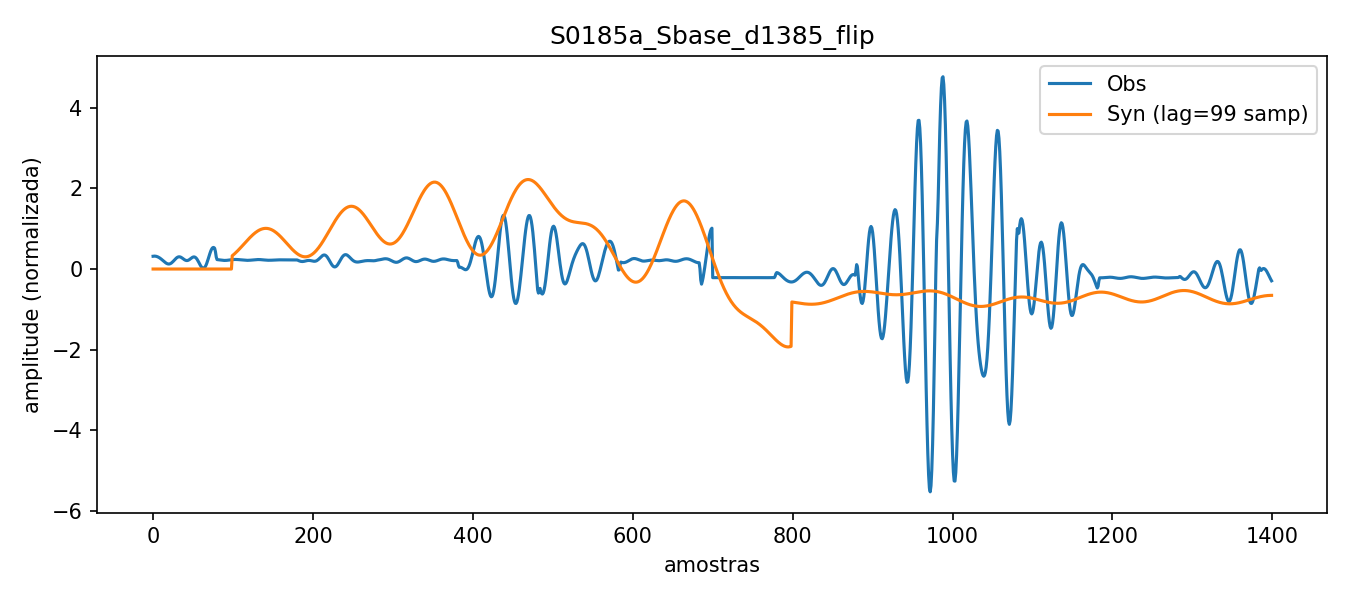 S0185a_Sbase_d1385_flip
Obs
Syn (lag=99 samp)
amplitude (normalizada)
4
2
0
−2
−4
−6
0 200 400 600 800 1000 1200 1400
amostras